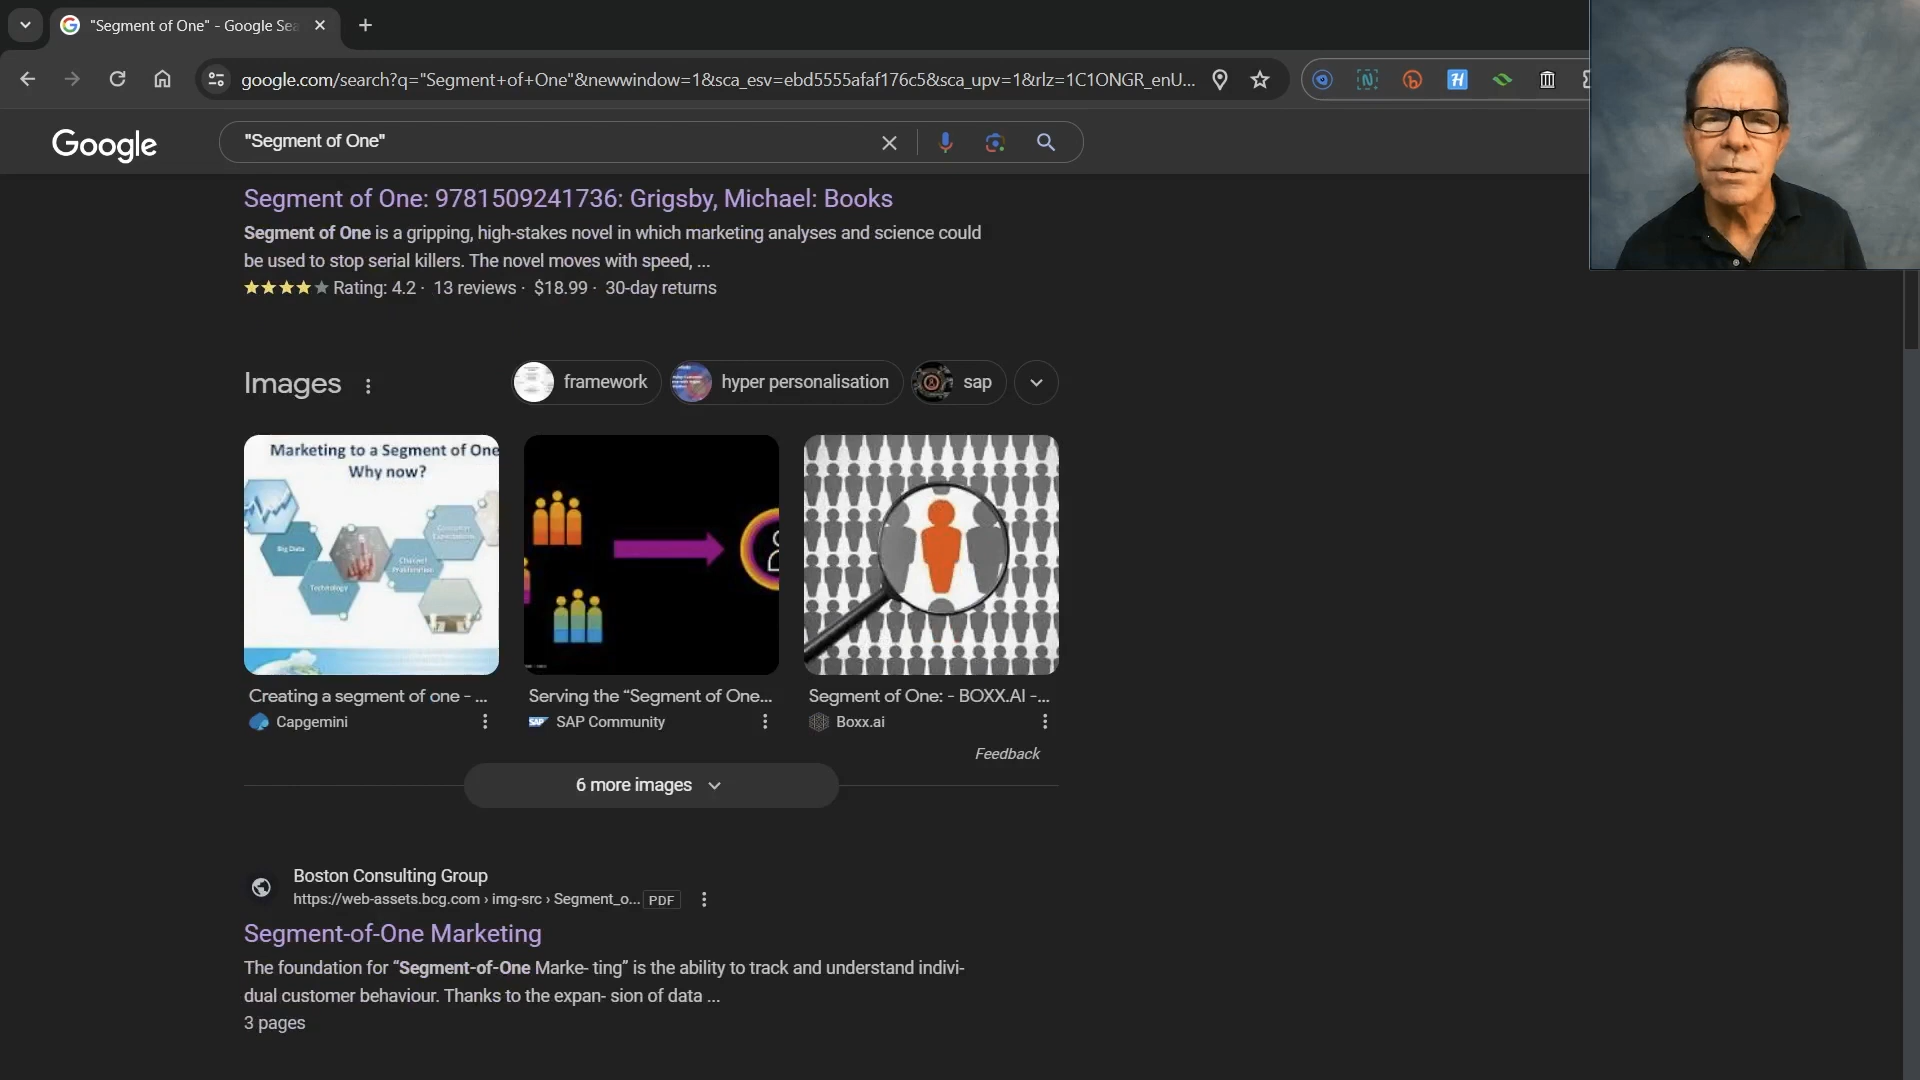 "Segment of One" - Google Sea
google.com/search?q="Segment+of+One"&newwindow=1&sca_esv=ebd5555afaf176c5&sca_upv=1&rlz=1C1ONGR_enU...
Google
"Segment of One"
Segment of One: 9781509241736: Grigsby, Michael: Books
Segment of One is a gripping, high-stakes novel in which marketing analyses and science could
be used to stop serial killers. The novel moves with speed, ...
Rating: 4.2 · 13 reviews · $18.99 · 30-day returns
Images
framework
hyper personalisation
sap
Marketing to a Segment of One
Why now?
Big Data
Technology
Channel
Proliferation
Creating a segment of one - ...
Capgemini
Serving the “Segment of One...
SAP Community
Segment of One: - BOXX.AI -...
Boxx.ai
Feedback
6 more images
Boston Consulting Group
https://web-assets.bcg.com › img-src › Segment_o... PDF
Segment-of-One Marketing
The foundation for “Segment-of-One Marke- ting” is the ability to track and understand indivi-
dual customer behaviour. Thanks to the expan- sion of data ...
3 pages